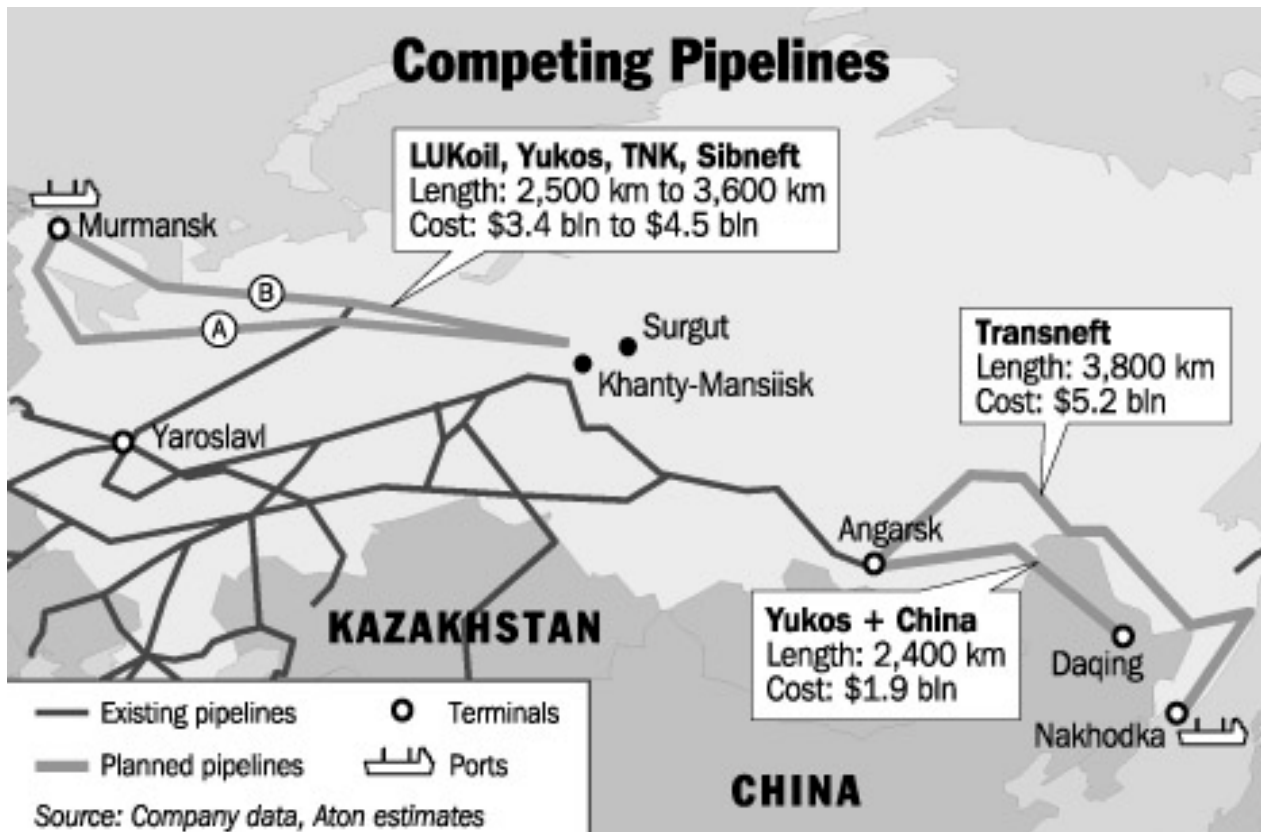 Competing Pipelines
LUKoil, Yukos, TNK, Sibneft
Length: 2,500 km to 3,600 km
Cost: $3.4 bln to $4.5 bln
Murmansk
B
A
Surgut
Khanty-Mansiisk
Transneft
Length: 3,800 km
Cost: $5.2 bln
Yaroslavl
Angarsk
Yukos + China
Length: 2,400 km
Cost: $1.9 bln
KAZAKHSTAN
Daqing
Nakhodka
CHINA
Existing pipelines
Terminals
Planned pipelines
Ports
Source: Company data, Aton estimates